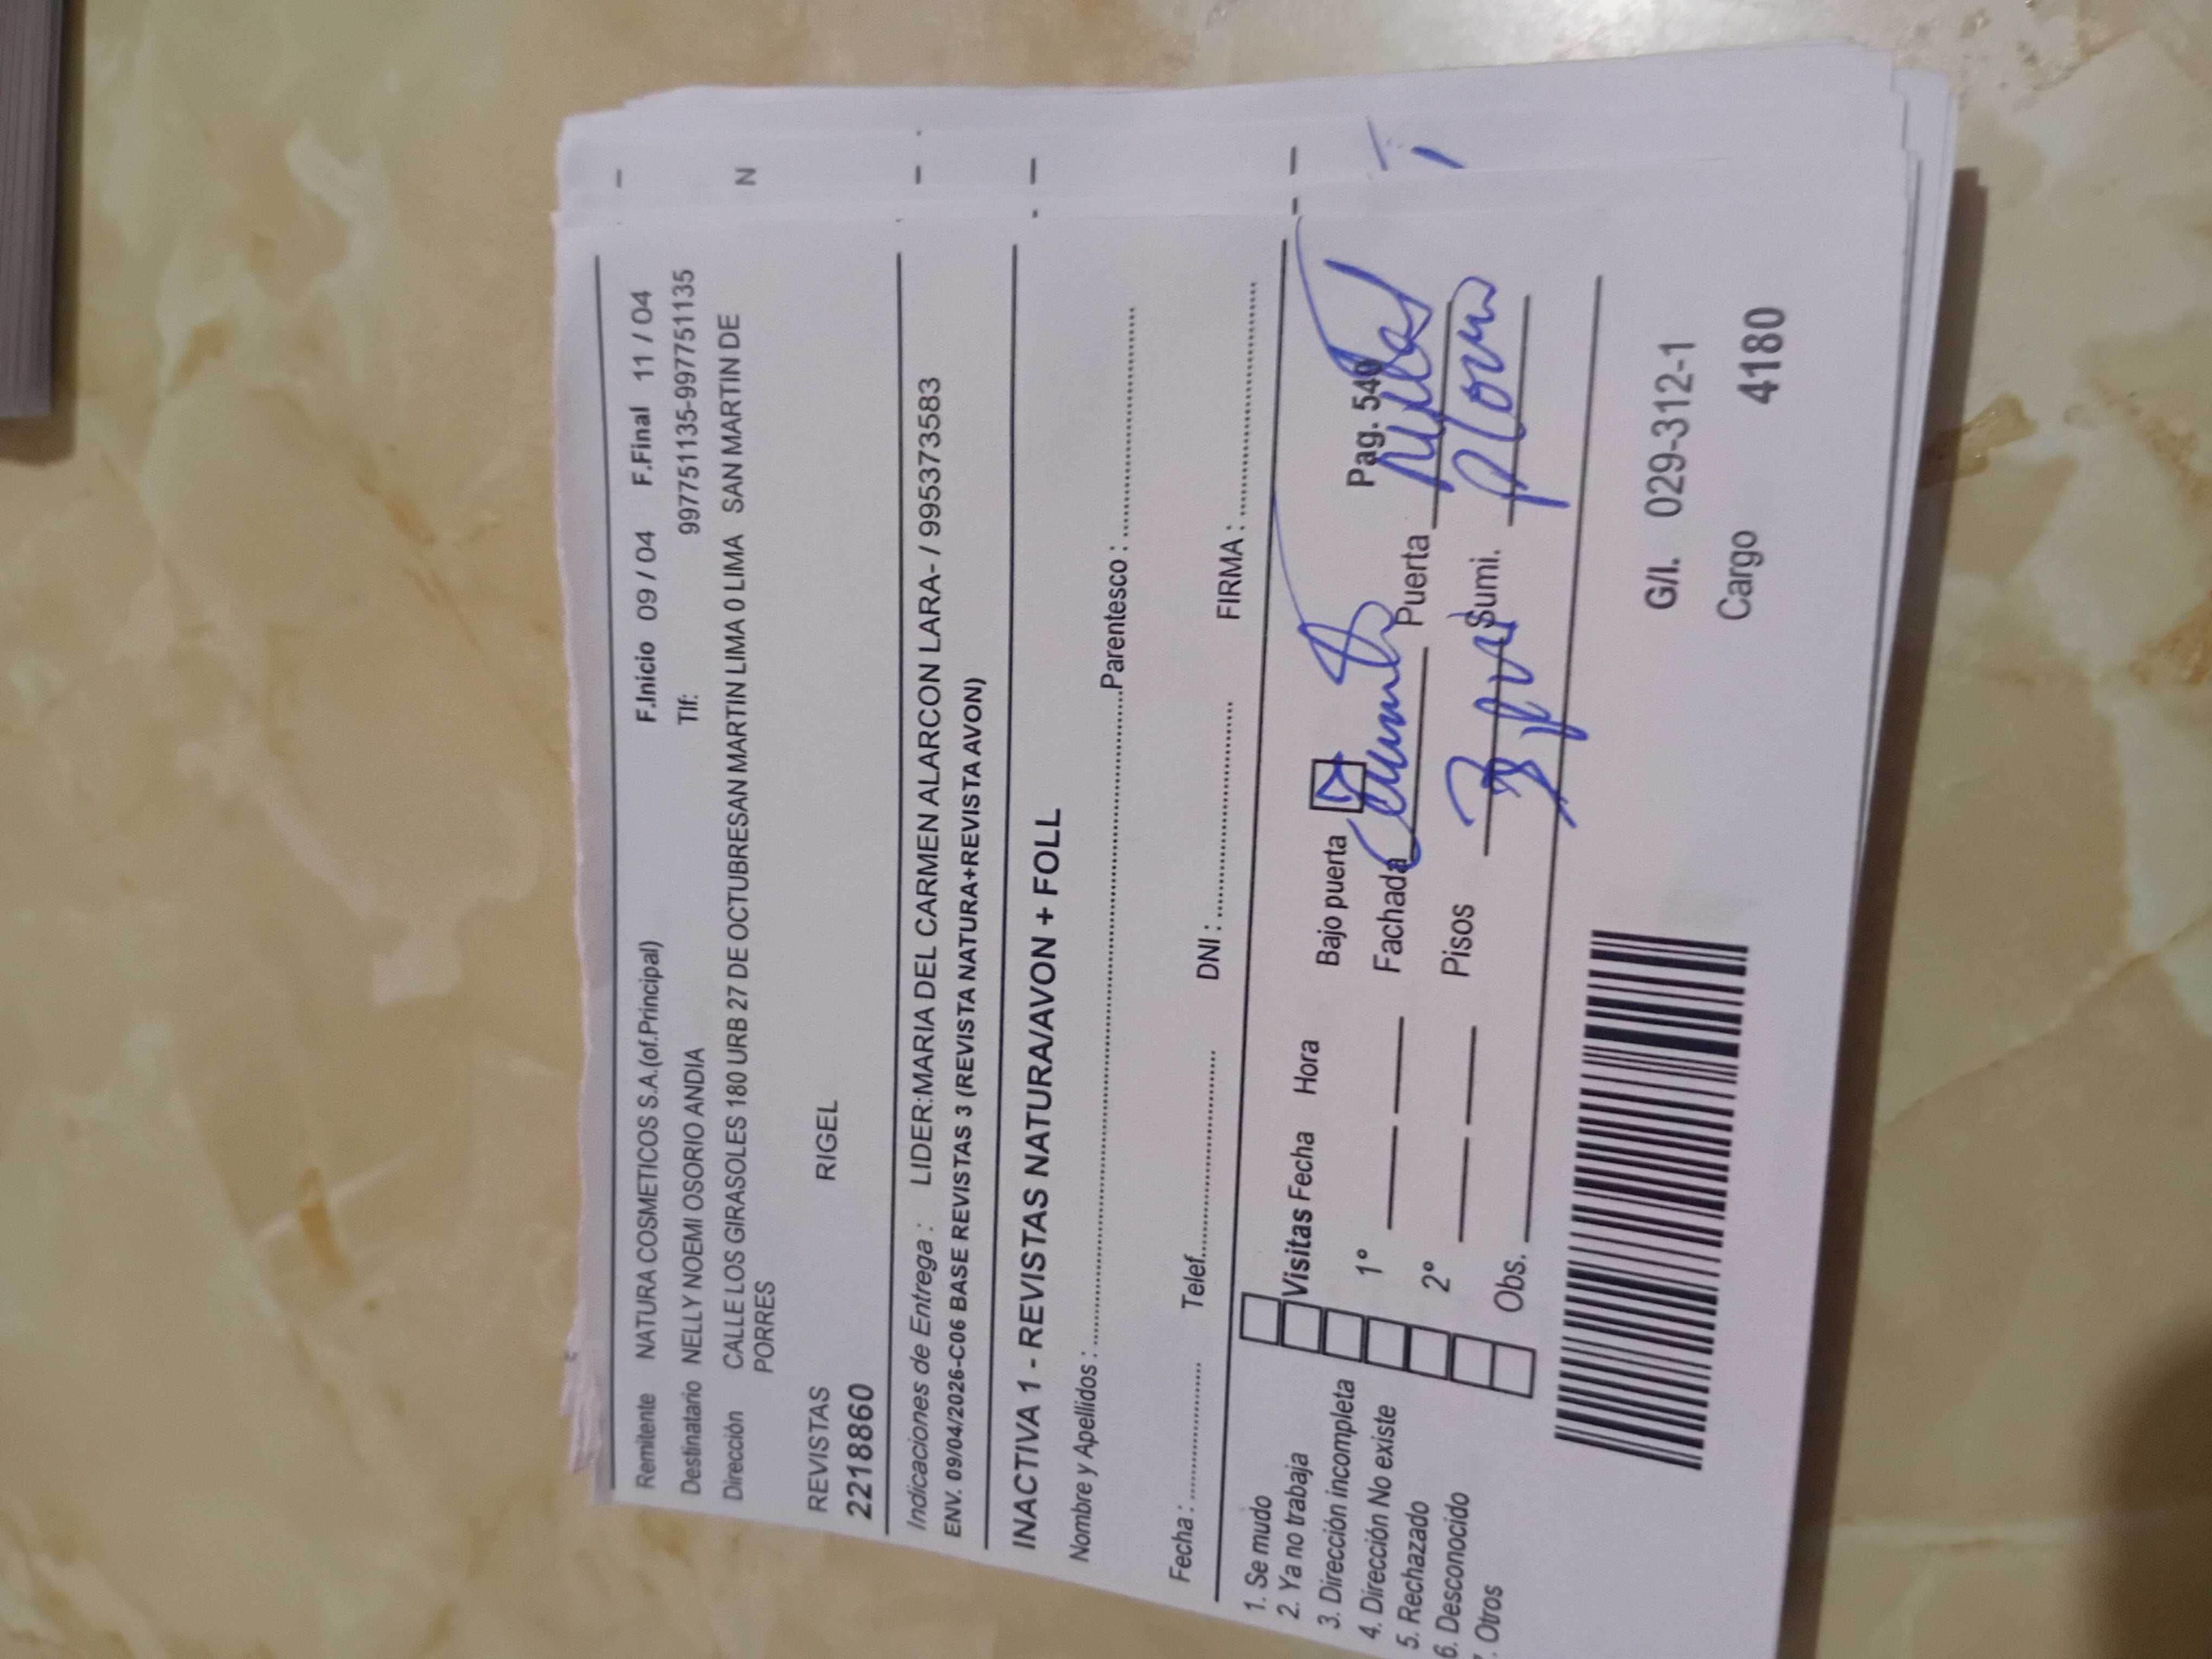 Remitente NATURA COSMETICOS S.A.(of.Principal) F.Inicio 09 / 04 F.Final 11 / 04
Destinatario NELLY NOEMI OSORIO ANDIA Tlf: 997751135-997751135
Dirección CALLE LOS GIRASOLES 180 URB 27 DE OCTUBRESAN MARTIN LIMA 0 LIMA SAN MARTIN DE
PORRES
N
REVISTAS RIGEL
2218860
Indicaciones de Entrega : LIDER:MARIA DEL CARMEN ALARCON LARA- / 995373583
ENV. 09/04/2026-C06 BASE REVISTAS 3 (REVISTA NATURA+REVISTA AVON)
INACTIVA 1 - REVISTAS NATURA/AVON + FOLL
Nombre y Apellidos : Parentesco :
Fecha : Telef. DNI : FIRMA :
1. Se mudo
2. Ya no trabaja
3. Dirección incompleta
4. Dirección No existe
5. Rechazado
6. Desconocido
. Otros
Visitas Fecha Hora Bajo puerta Pag. 540
1° Fachada Puerta
2° Pisos 3 Sumi.
Obs.
G/I. 029-312-1
Cargo 4180